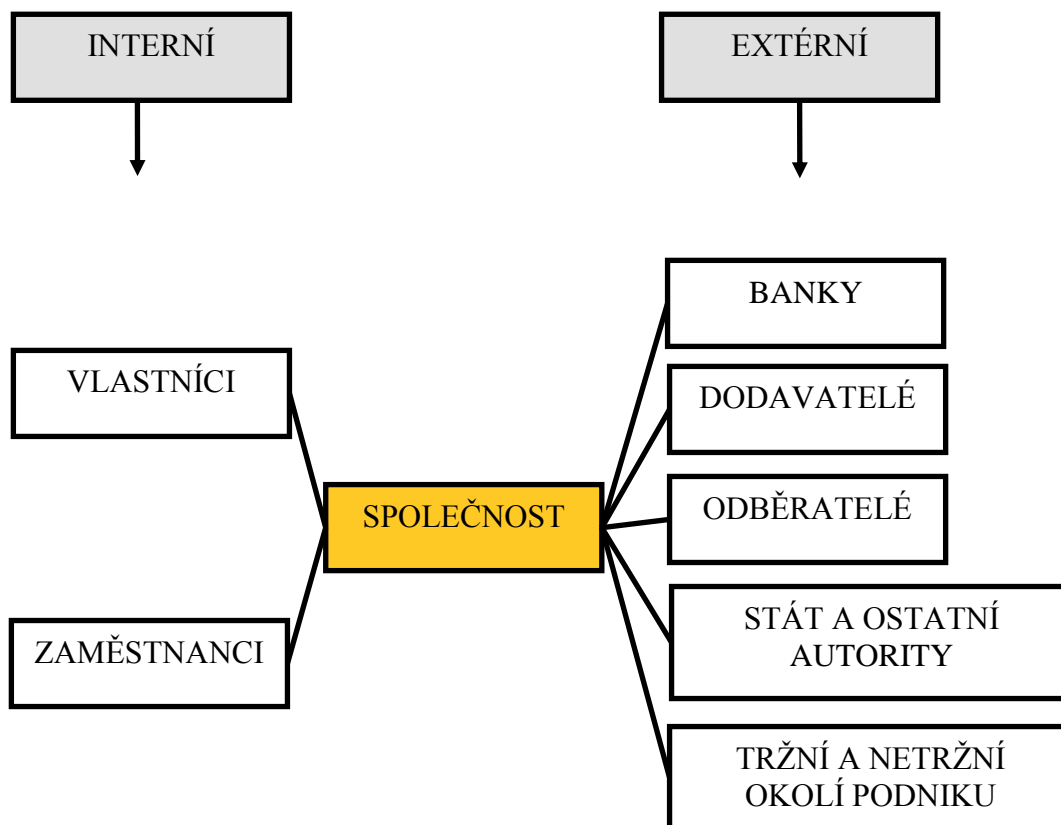 INTERNÍ
EXTÉRNÍ
BANKY
VLASTNÍCI
DODAVATELÉ
SPOLEČNOST
ODBĚRATELÉ
ZAMĚSTNANCI
STÁT A OSTATNÍ
AUTORITY
TRŽNÍ A NETRŽNÍ
OKOLÍ PODNIKU